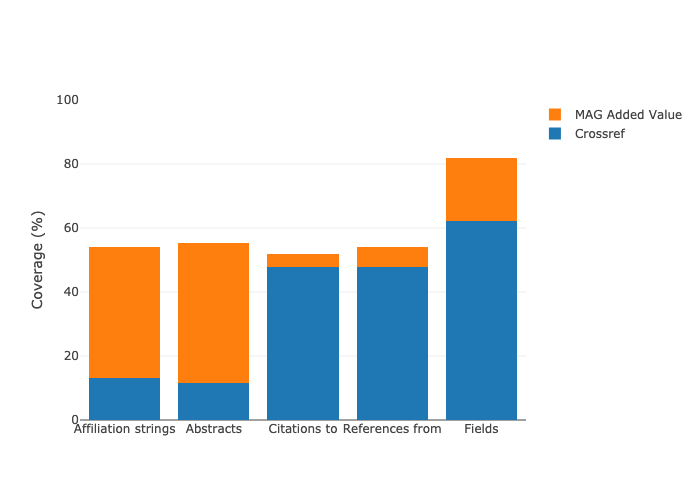 100
80
60
40
20
0
Coverage (%)
Affiliation strings
Abstracts
Citations to
References from
Fields
MAG Added Value
Crossref